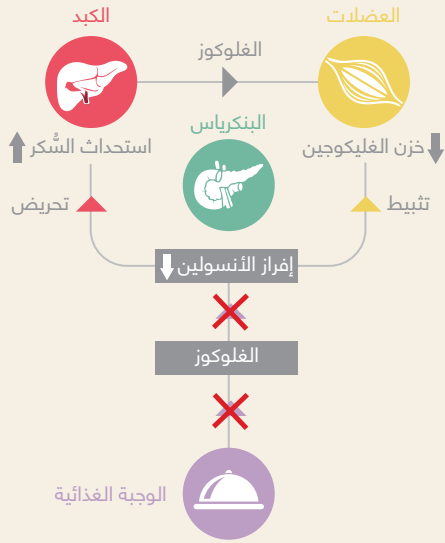 العضلات
الكبد
الغلوكوز
البنكرياس
خزن الغليكوجين
استحداث السُّكر
تثبيط
تحريض
إفراز الأنسولين
الغلوكوز
الوجبة الغذائية